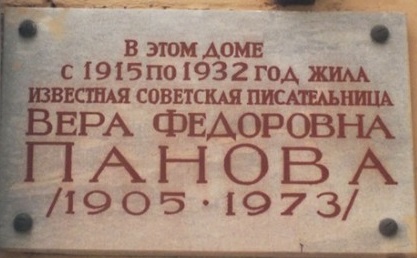 В ЭТОМ ДОМЕ
С 1915 ПО 1932 ГОД ЖИЛА
ИЗВЕСТНАЯ СОВЕТСКАЯ ПИСАТЕЛЬНИЦА
ВЕРА ФЕДОРОВНА
ПАНОВА
/1905 · 1973/